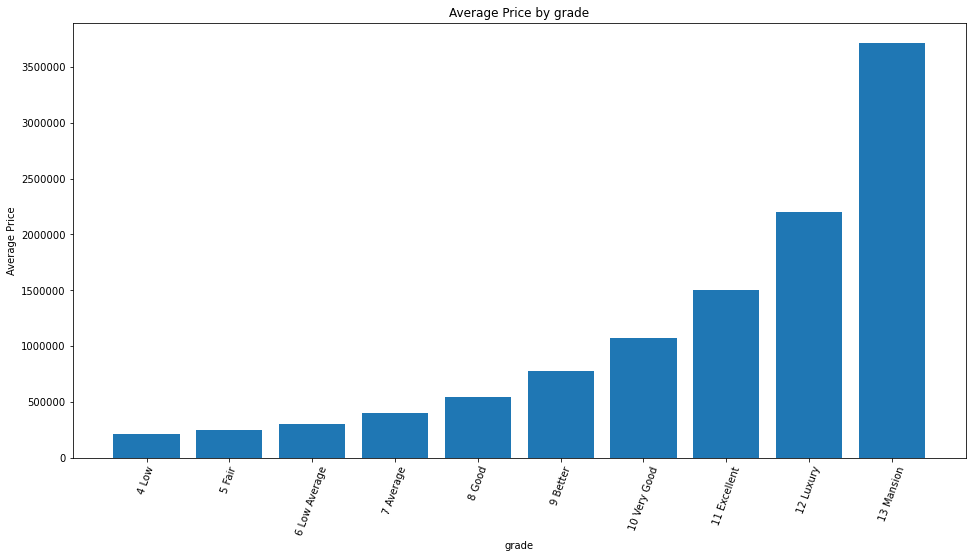 Average Price by grade
Average Price
3500000
3000000
2500000
2000000
1500000
1000000
500000
0
4 Low
5 Fair
6 Low Average
7 Average
8 Good
9 Better
10 Very Good
11 Excellent
12 Luxury
13 Mansion
grade